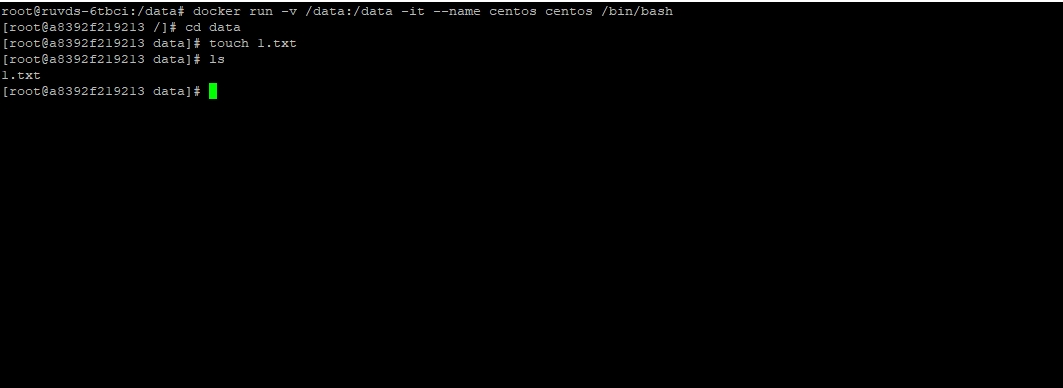 root@ruvds-6tbci:/data# docker run -v /data:/data -it --name centos centos /bin/bash
[root@a8392f219213 /]# cd data
[root@a8392f219213 data]# touch 1.txt
[root@a8392f219213 data]# ls
1.txt
[root@a8392f219213 data]#